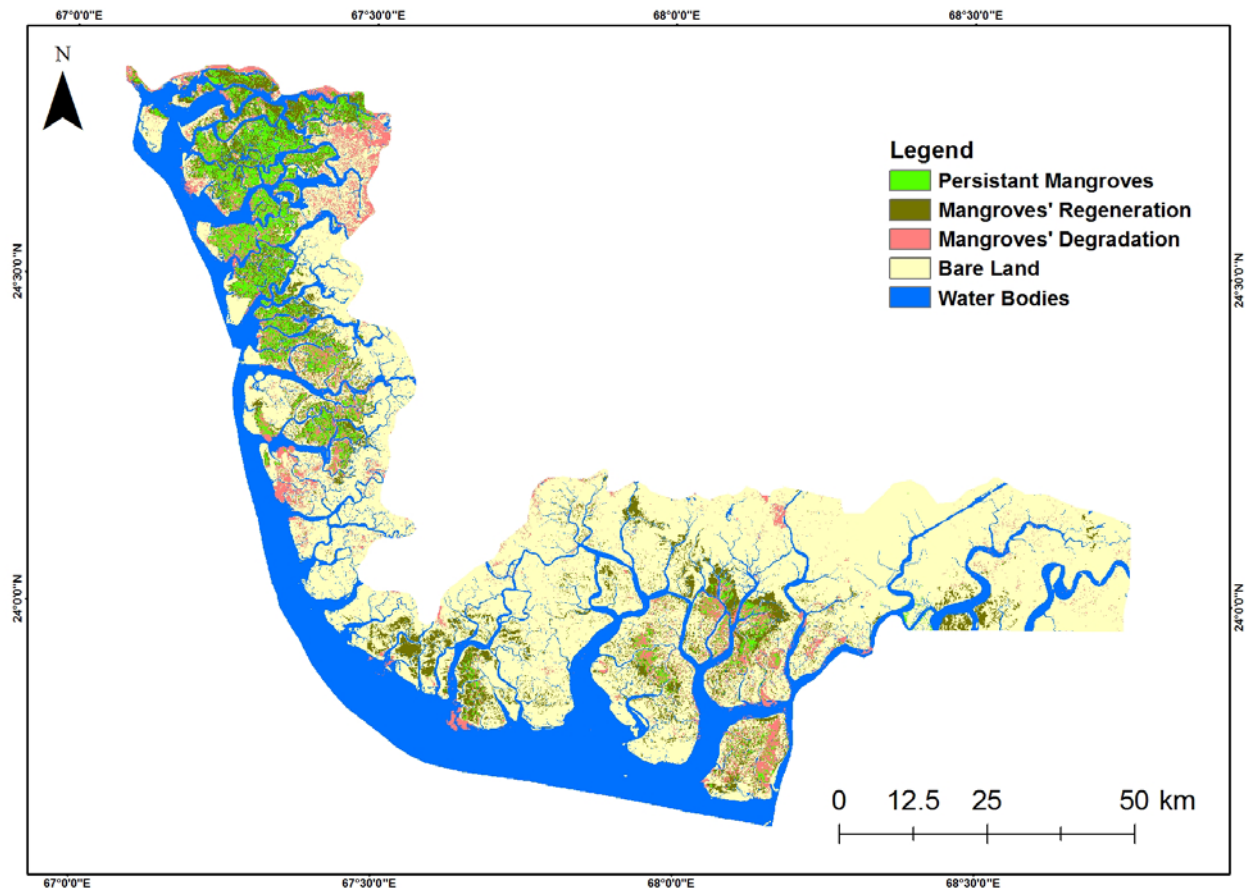 67°0'0"E 67°30'0"E 68°0'0"E 68°30'0"E
N
Legend
Persistant Mangroves
Mangroves' Regeneration
Mangroves' Degradation
Bare Land
Water Bodies
24°30'0"N 24°30'0"N
24°0'0"N 24°0'0"N
0 12.5 25 50 km
67°0'0"E 67°30'0"E 68°0'0"E 68°30'0"E